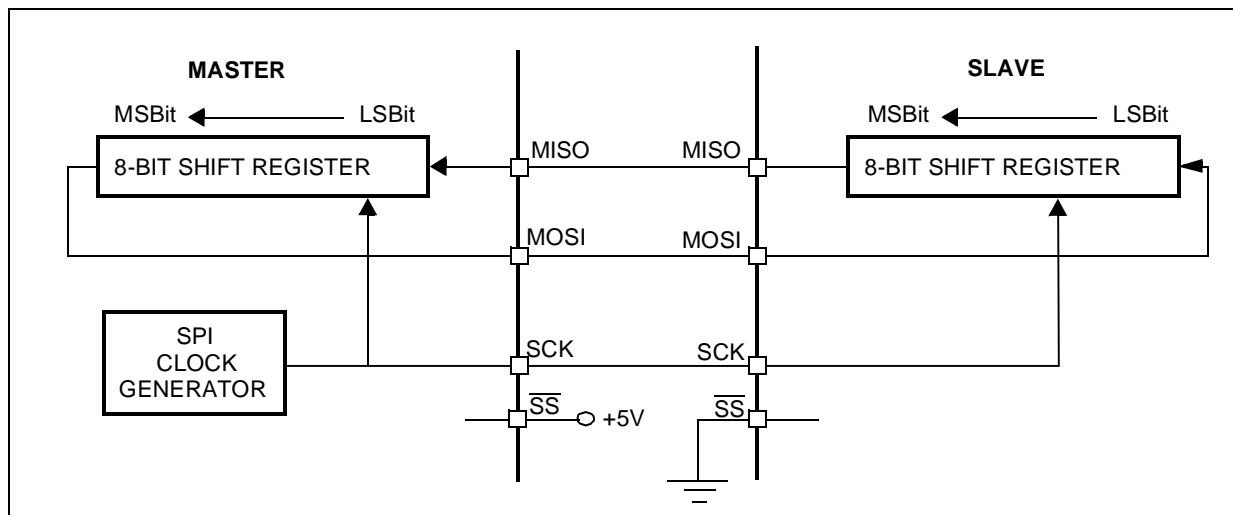 MASTER
SLAVE
MSBit
LSBit
MSBit
LSBit
8-BIT SHIFT REGISTER
MISO
MISO
8-BIT SHIFT REGISTER
MOSI
MOSI
SPI
CLOCK
GENERATOR
SCK
SCK
SS
+5V
SS